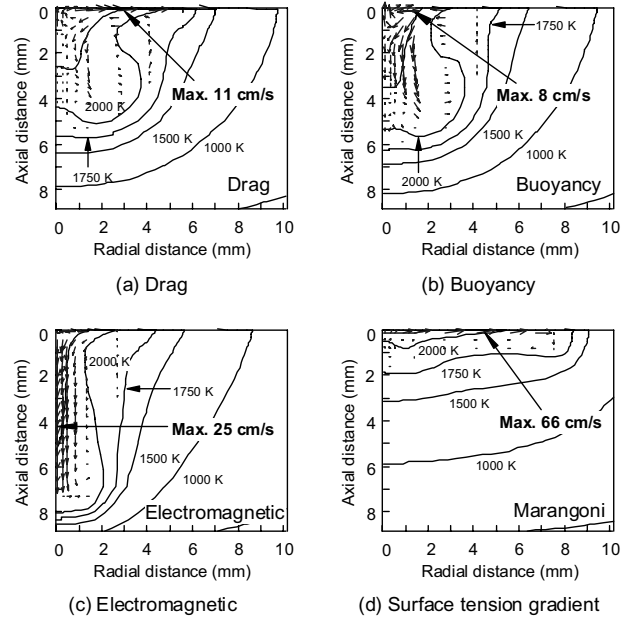 0
2
4
6
8
Axial distance (mm)
2000 K
Max. 11 cm/s
1500 K
1000 K
1750 K
Drag
0 2 4 6 8 10
Radial distance (mm)
(a) Drag
0
2
4
6
8
Axial distance (mm)
1750 K
Max. 8 cm/s
1500 K
1000 K
2000 K
Buoyancy
0 2 4 6 8 10
Radial distance (mm)
(b) Buoyancy
0
2
4
6
8
Axial distance (mm)
2000 K
1750 K
Max. 25 cm/s
1500 K
1000 K
Electromagnetic
0 2 4 6 8 10
Radial distance (mm)
(c) Electromagnetic
0
2
4
6
8
Axial distance (mm)
2000 K
1750 K
1500 K
Max. 66 cm/s
1000 K
Marangoni
0 2 4 6 8 10
Radial distance (mm)
(d) Surface tension gradient